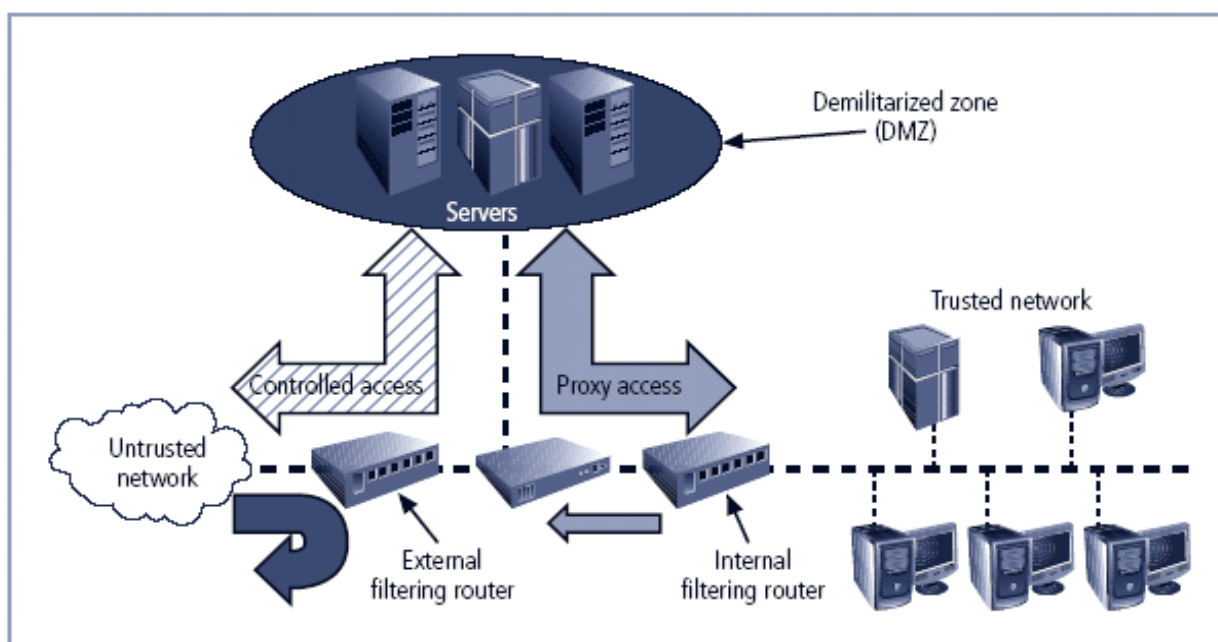 Demilitarized zone
(DMZ)
Servers
Trusted network
Controlled access
Proxy access
Untrusted
network
External
filtering router
Internal
filtering router